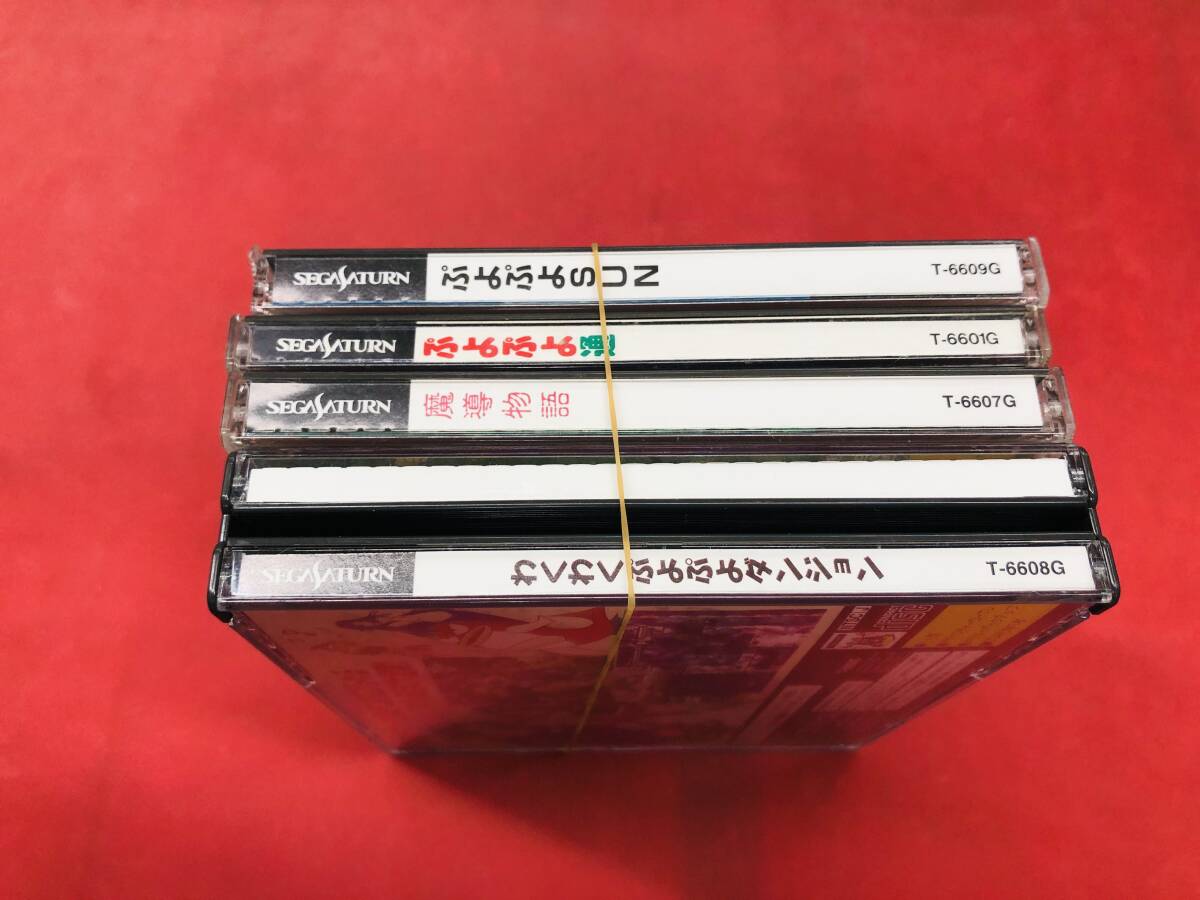 SEGASATURN ぷよぷよSUN T-6609G
SEGASATURN ぷよぷよ通 T-6601G
SEGASATURN 魔導物語 T-6607G
SEGASATURN わくわくぷよぷよダンジョン T-6608G